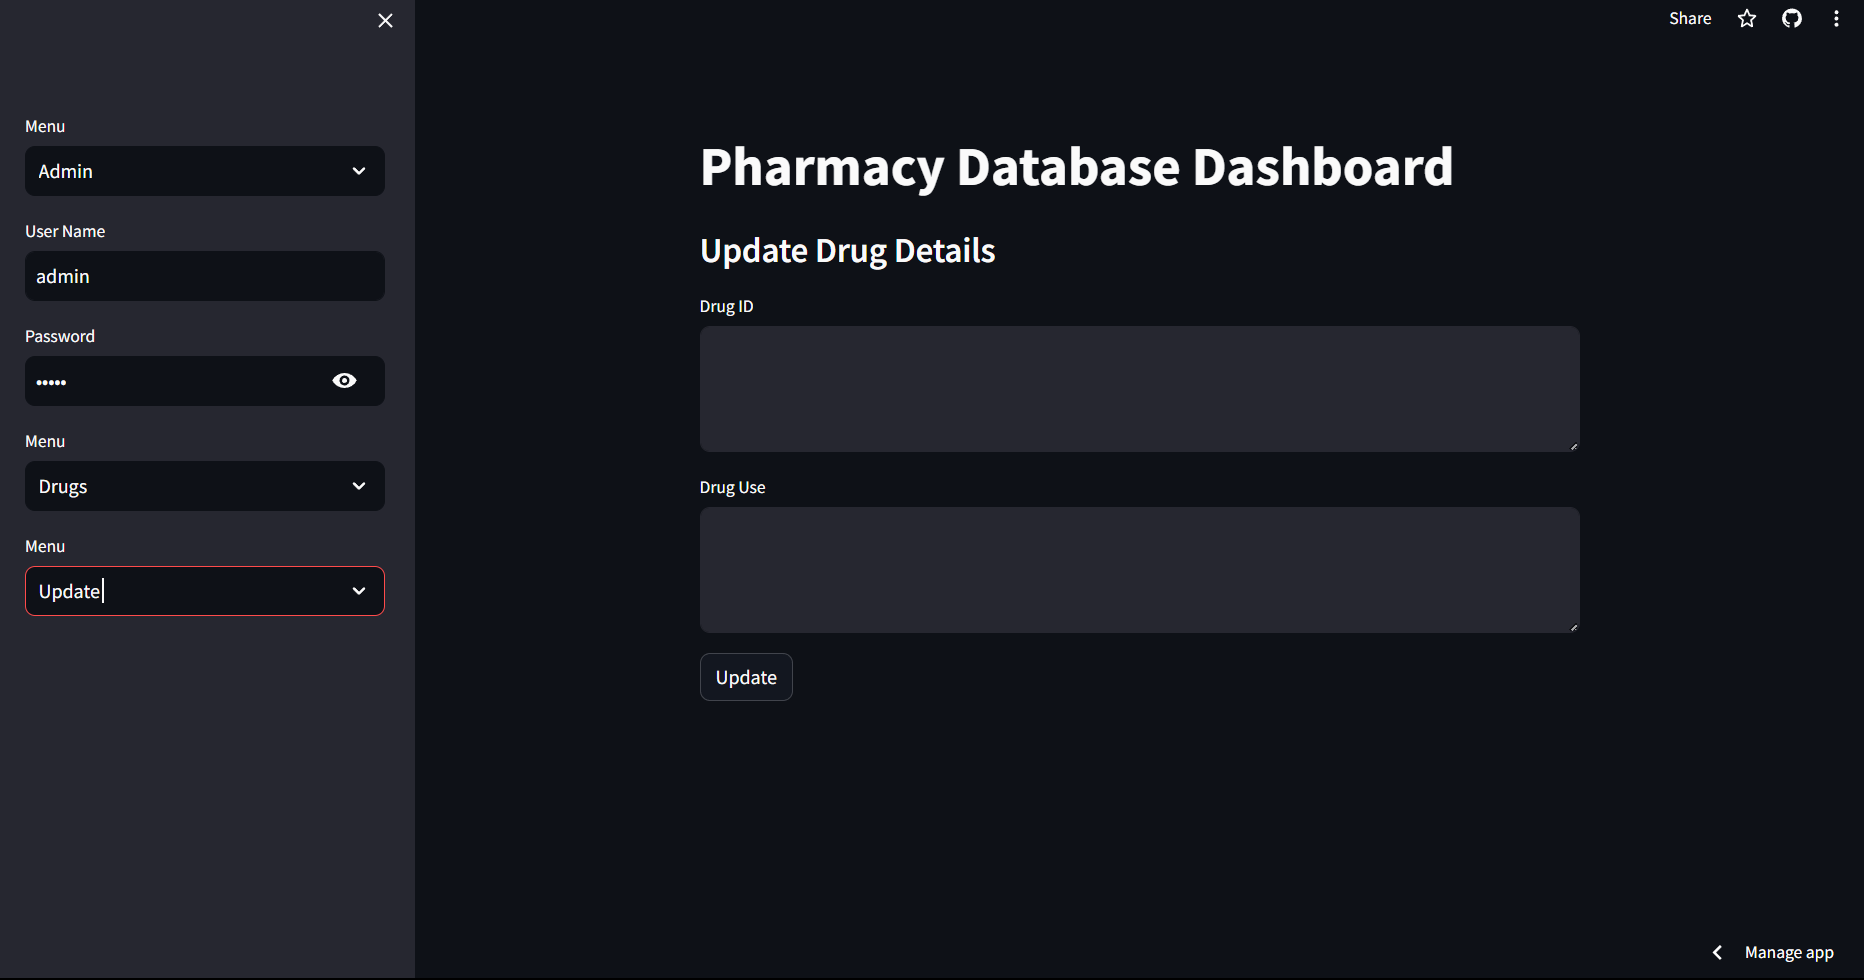 Menu
Admin
User Name
admin
Password
•••••
Menu
Drugs
Menu
Update
Share
Pharmacy Database Dashboard
Update Drug Details
Drug ID
Drug Use
Update
Manage app